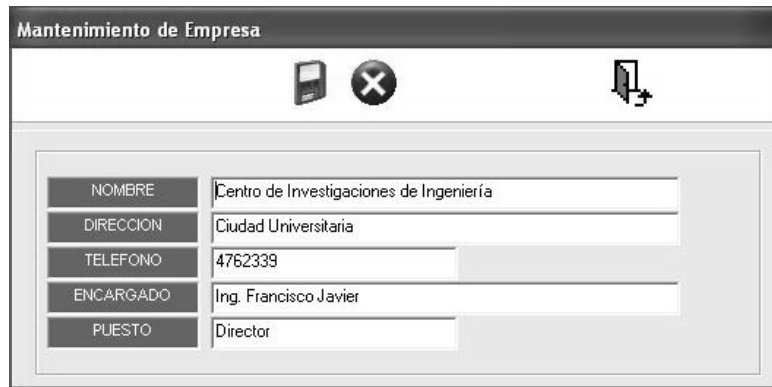 Mantenimiento de Empresa
NOMBRE Centro de Investigaciones de Ingeniería
DIRECCION Ciudad Universitaria
TELEFONO 4762339
ENCARGADO Ing. Francisco Javier
PUESTO Director